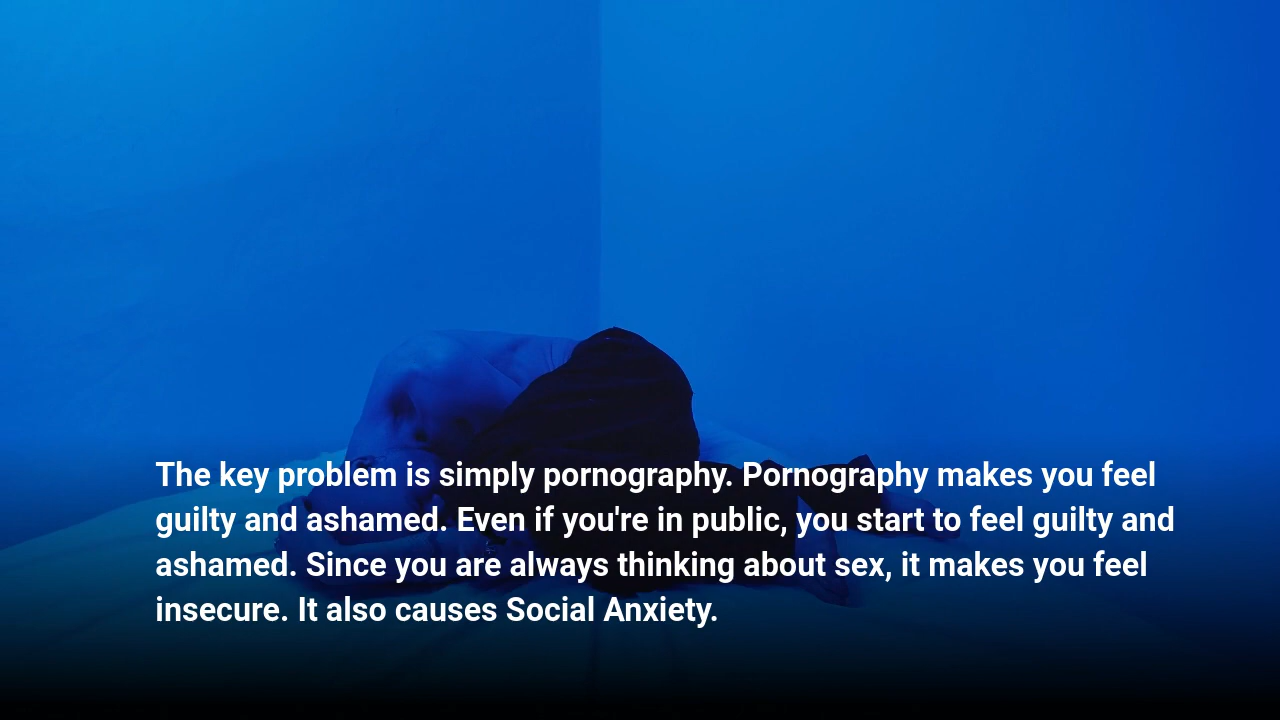 The key problem is simply pornography. Pornography makes you feel
guilty and ashamed. Even if you're in public, you start to feel guilty and
ashamed. Since you are always thinking about sex, it makes you feel
insecure. It also causes Social Anxiety.